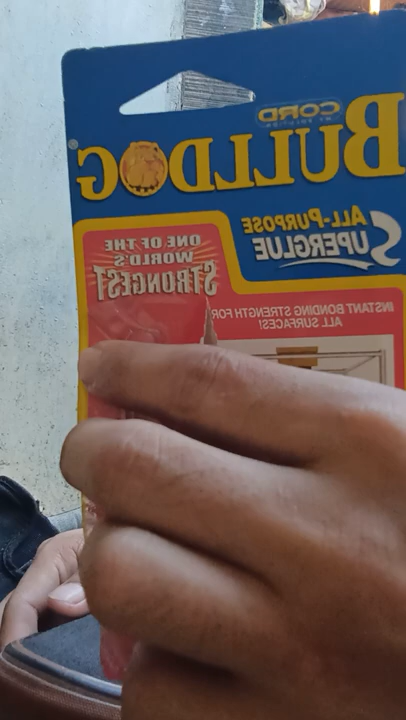 CORD
BULLDOG®
ALL-PURPOSE
SUPERGLUE
ONE OF THE
WORLD'S
STRONGEST
INSTANT BONDING STRENGTH FOR
ALL SURFACES!